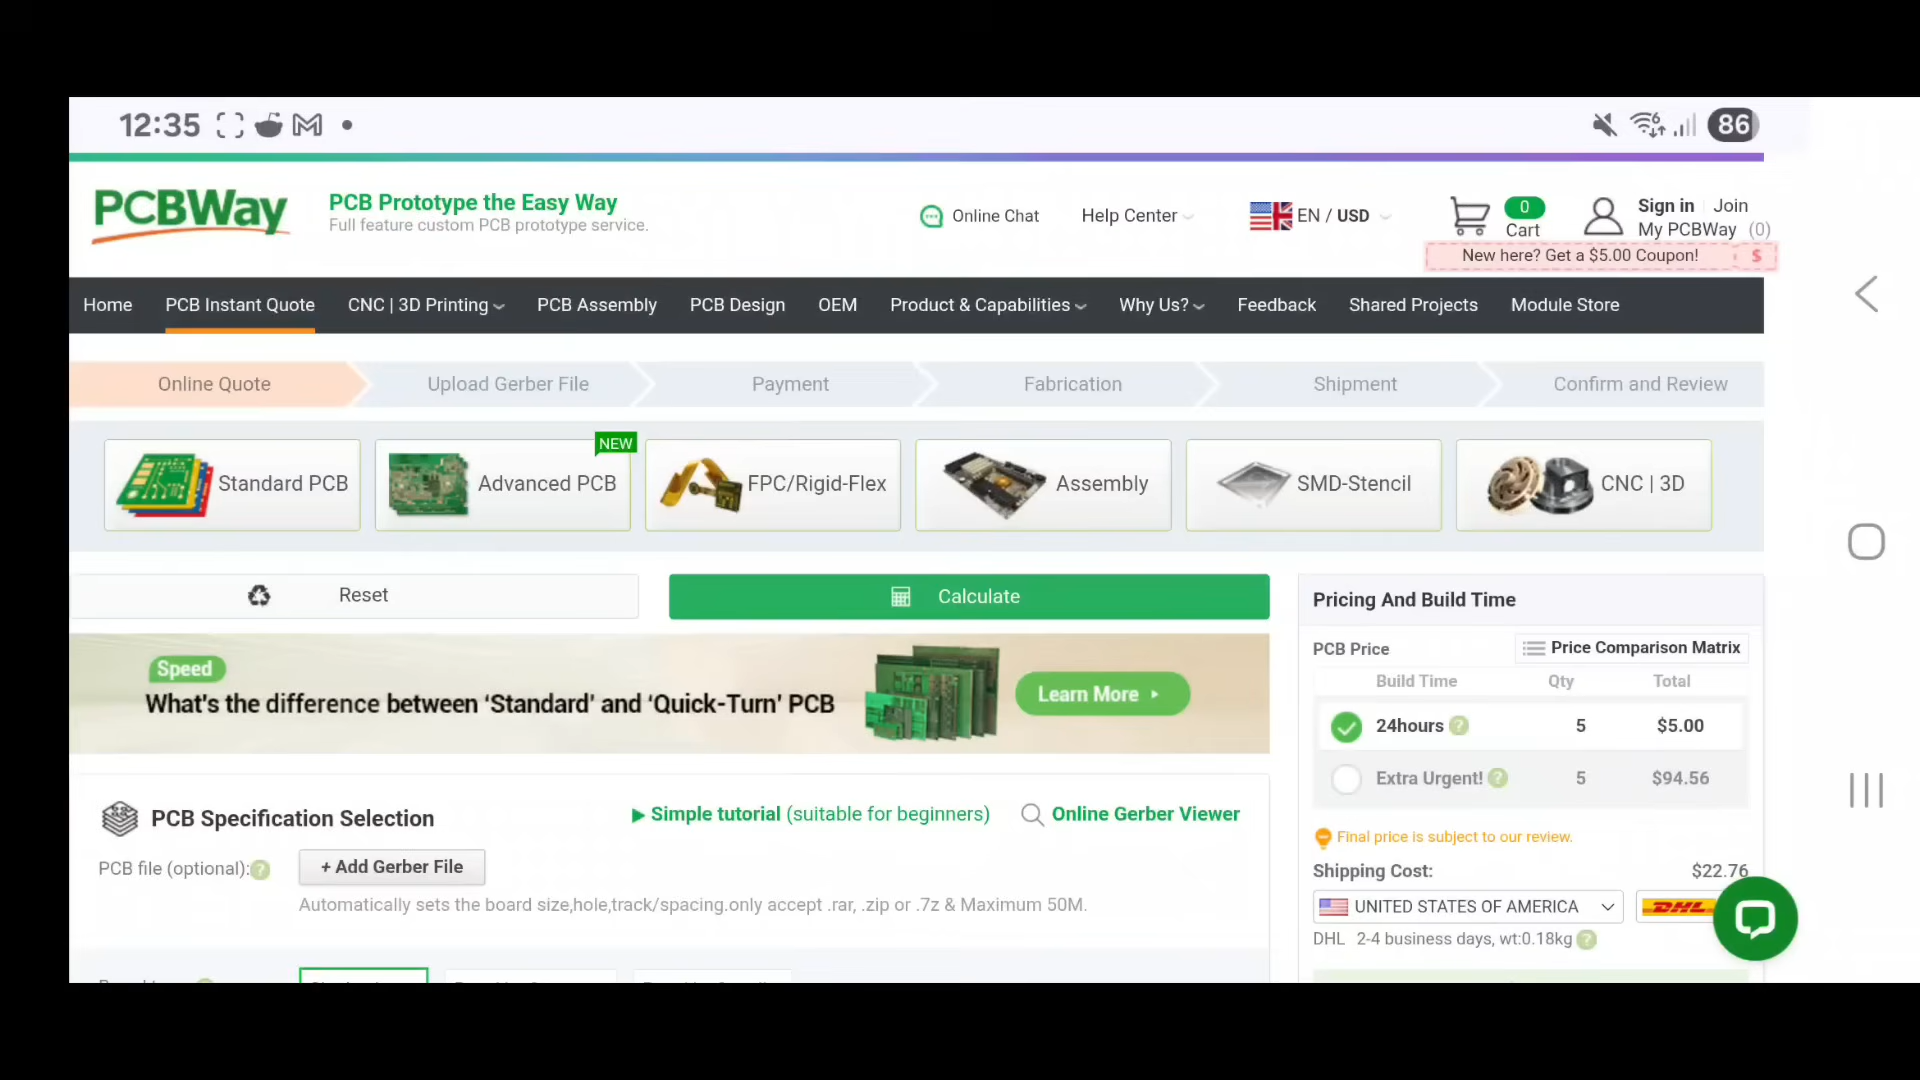 12:35
86
PCBWay
PCB Prototype the Easy Way
Full feature custom PCB prototype service.
Online Chat
Help Center
EN / USD
0
Cart
Sign in
Join
My PCBWay (0)
New here? Get a $5.00 Coupon!
$
Home
PCB Instant Quote
CNC | 3D Printing
PCB Assembly
PCB Design
OEM
Product & Capabilities
Why Us?
Feedback
Shared Projects
Module Store
Online Quote
Upload Gerber File
Payment
Fabrication
Shipment
Confirm and Review
Standard PCB
NEW
Advanced PCB
FPC/Rigid-Flex
Assembly
SMD-Stencil
CNC | 3D
Reset
Calculate
Speed
What's the difference between ‘Standard’ and ‘Quick-Turn’ PCB
Learn More
PCB Specification Selection
Simple tutorial (suitable for beginners)
Online Gerber Viewer
PCB file (optional):
+ Add Gerber File
Automatically sets the board size,hole,track/spacing.only accept .rar, .zip or .7z & Maximum 50M.
Pricing And Build Time
PCB Price
Price Comparison Matrix
Build Time Qty Total
24hours ? 5 $5.00
Extra Urgent! ? 5 $94.56
Final price is subject to our review.
Shipping Cost: $22.76
UNITED STATES OF AMERICA
DHL
DHL 2-4 business days, wt:0.18kg ?